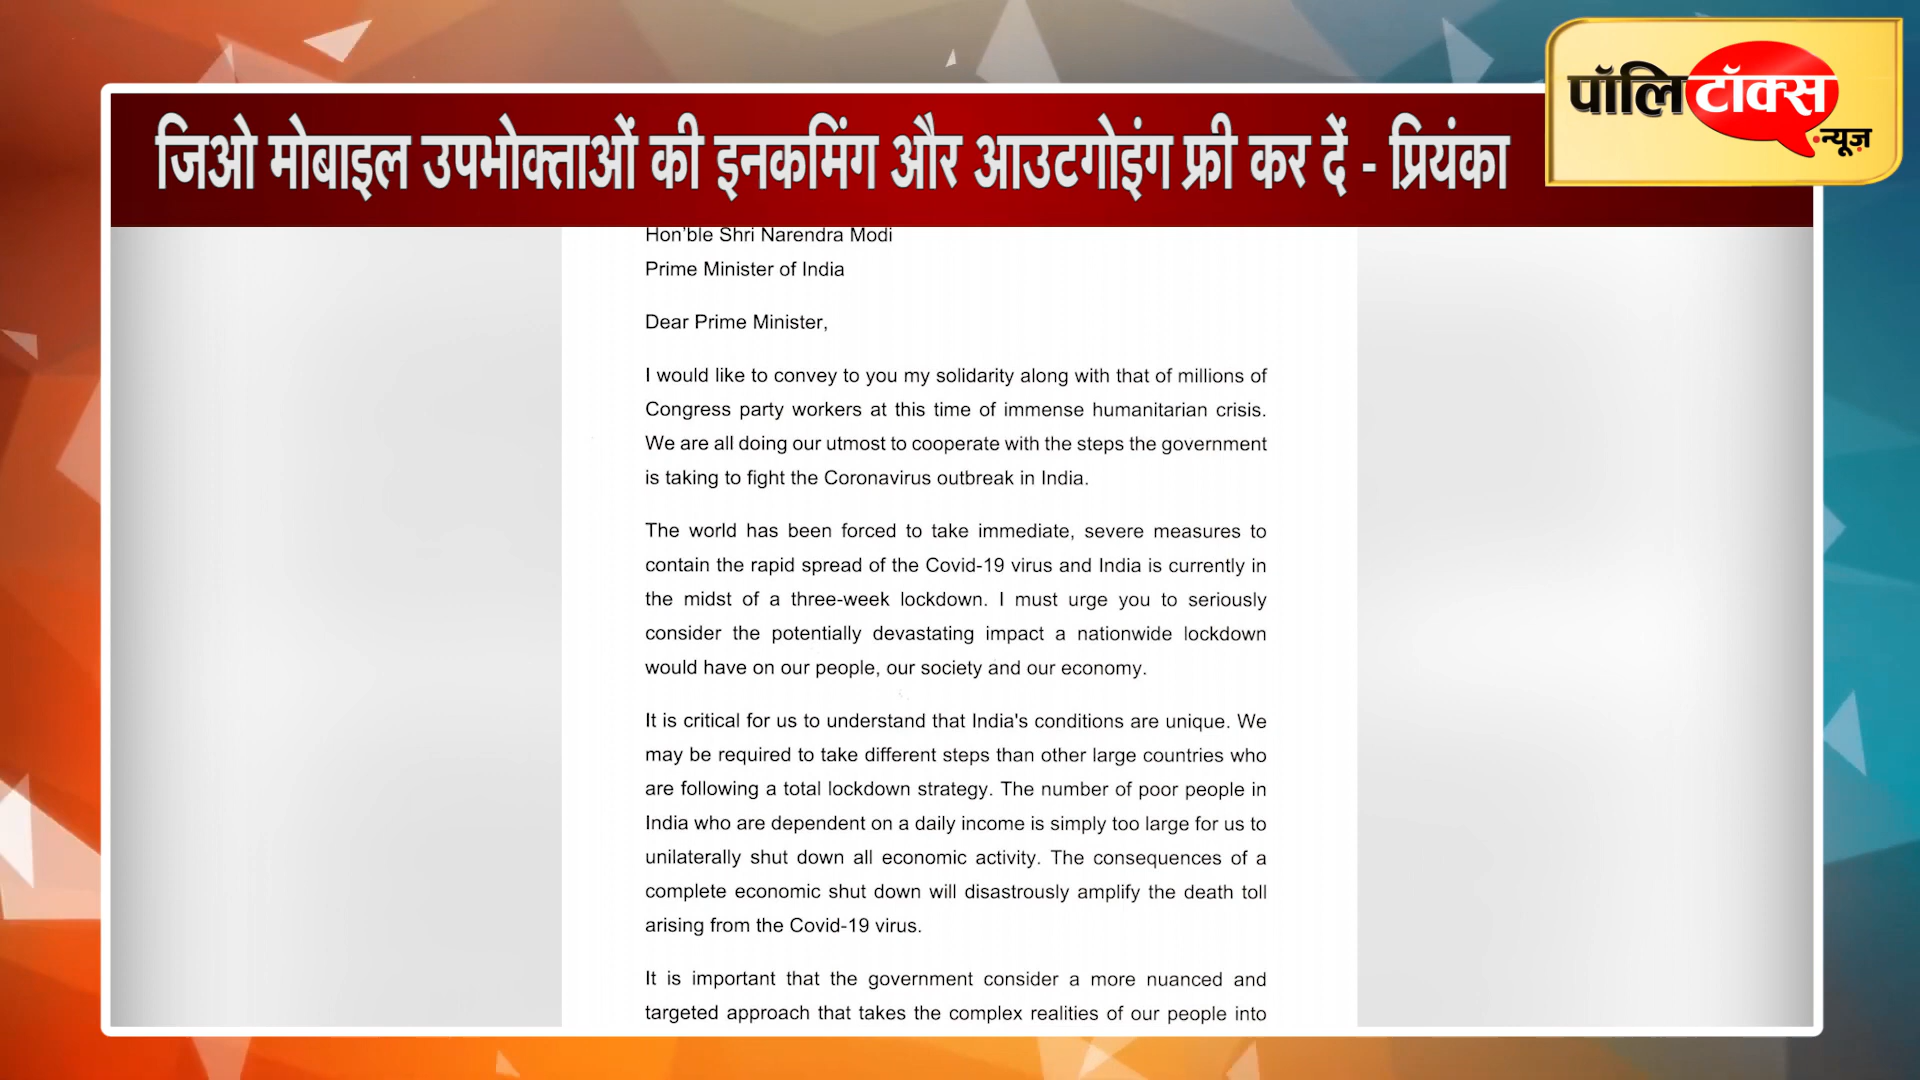 पॉलिटॉक्स
न्यूज़
जिओ मोबाइल उपभोक्ताओं की इनकमिंग और आउटगोइंग फ्री कर दें - प्रियंका
Hon'ble Shri Narendra Modi
Prime Minister of India
Dear Prime Minister,
I would like to convey to you my solidarity along with that of millions of
Congress party workers at this time of immense humanitarian crisis.
We are all doing our utmost to cooperate with the steps the government
is taking to fight the Coronavirus outbreak in India.
The world has been forced to take immediate, severe measures to
contain the rapid spread of the Covid-19 virus and India is currently in
the midst of a three-week lockdown. I must urge you to seriously
consider the potentially devastating impact a nationwide lockdown
would have on our people, our society and our economy.
It is critical for us to understand that India's conditions are unique. We
may be required to take different steps than other large countries who
are following a total lockdown strategy. The number of poor people in
India who are dependent on a daily income is simply too large for us to
unilaterally shut down all economic activity. The consequences of a
complete economic shut down will disastrously amplify the death toll
arising from the Covid-19 virus.
It is important that the government consider a more nuanced and
targeted approach that takes the complex realities of our people into